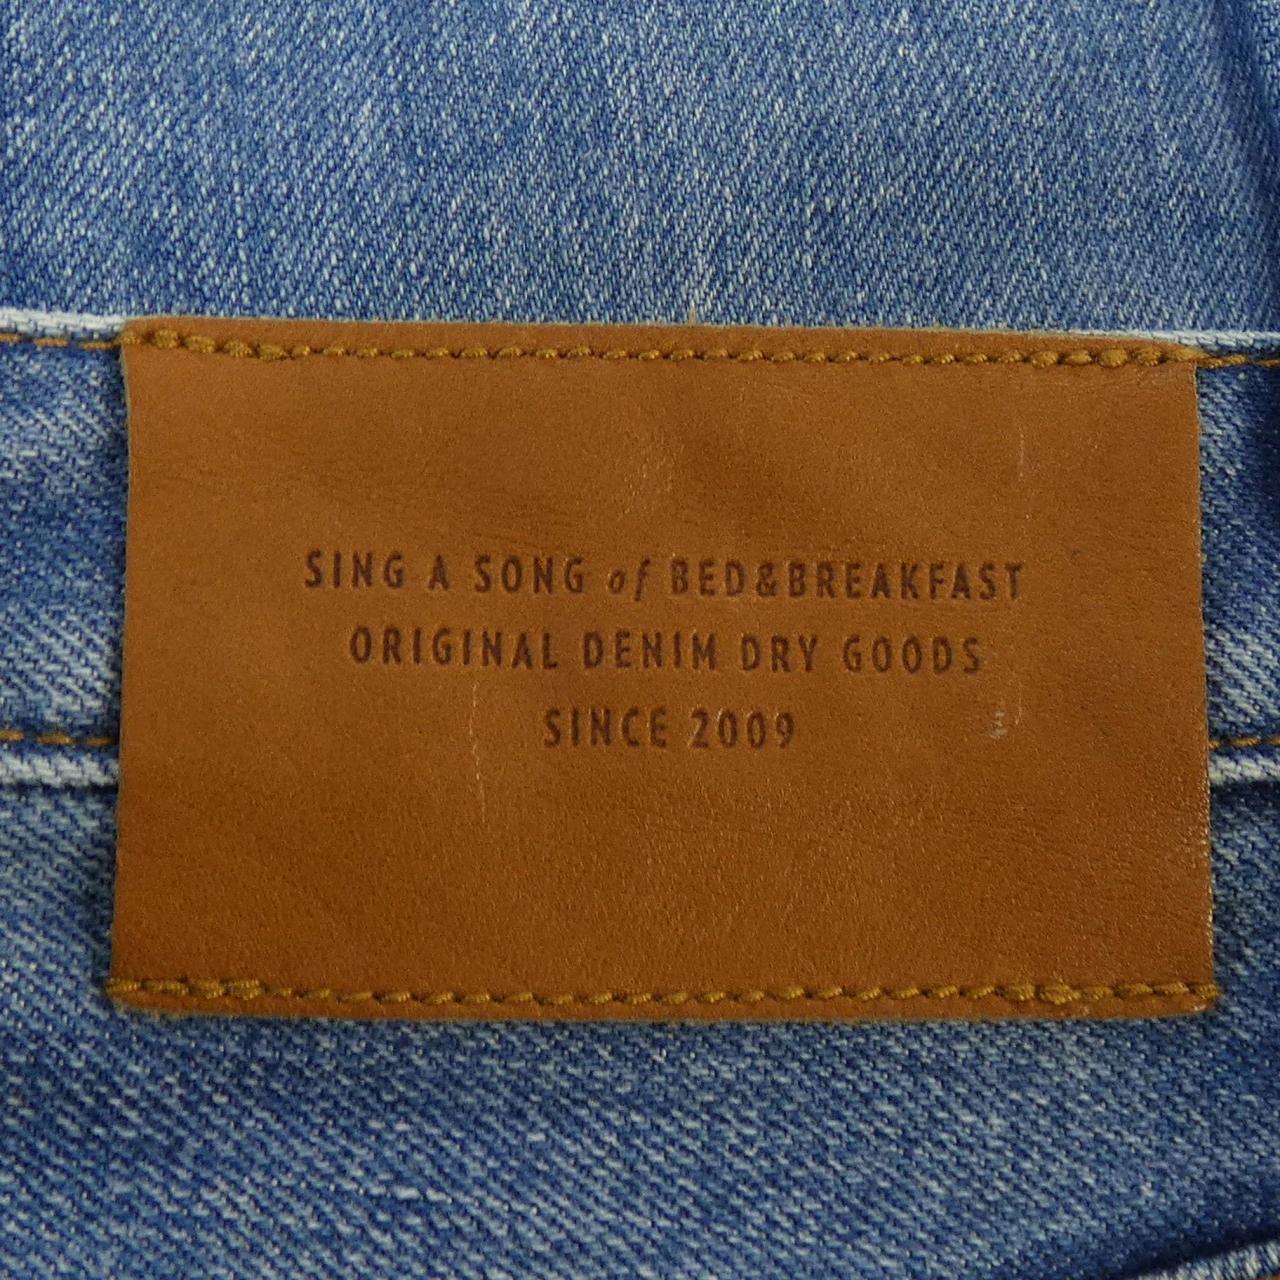 SING A SONG of BED&BREAKFAST
ORIGINAL DENIM DRY GOODS
SINCE 2009